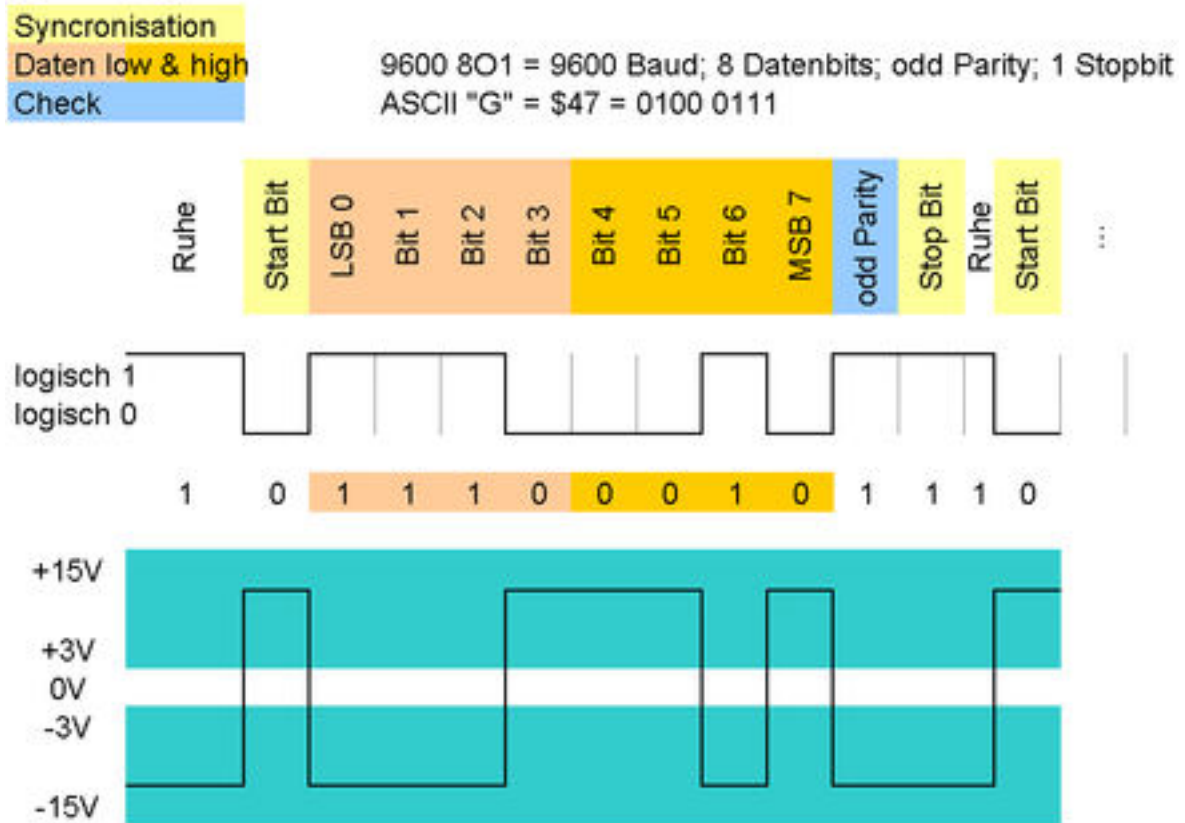 Syncronisation
Daten low & high
Check
9600 8O1 = 9600 Baud; 8 Datenbits; odd Parity; 1 Stopbit
ASCII "G" = $47 = 0100 0111
Ruhe
Start Bit
LSB 0
Bit 1
Bit 2
Bit 3
Bit 4
Bit 5
Bit 6
MSB 7
odd Parity
Stop Bit
Ruhe
Start Bit
...
logisch 1
logisch 0
1 0 1 1 1 0 0 0 1 0 1 1 1 0
+15V
+3V
0V
-3V
-15V